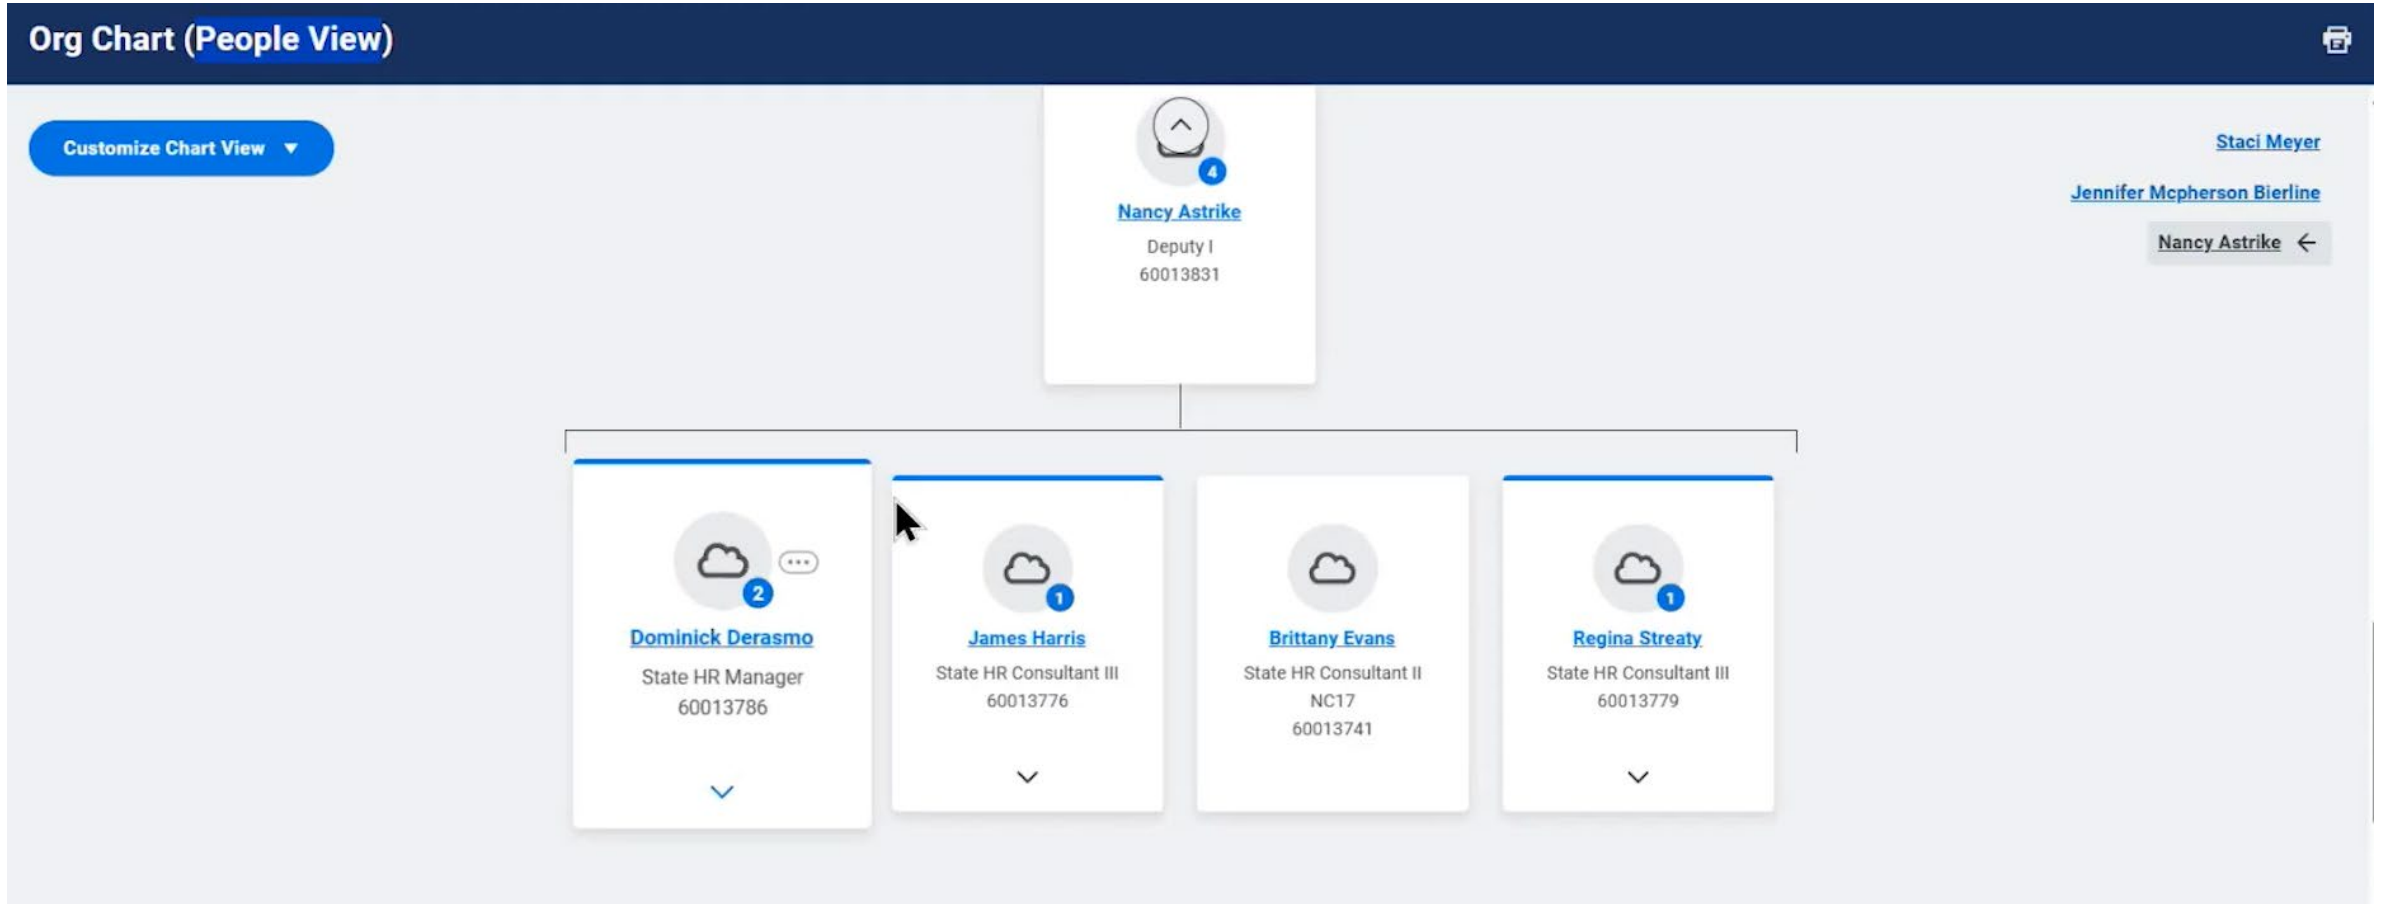 Org Chart (People View)
Customize Chart View
Staci Meyer
Jennifer Mcpherson Bierline
Nancy Astrike
4
Nancy Astrike
Deputy I
60013831
2
Dominick Derasmo
State HR Manager
60013786
1
James Harris
State HR Consultant III
60013776
Brittany Evans
State HR Consultant II
NC17
60013741
1
Regina Streaty
State HR Consultant III
60013779